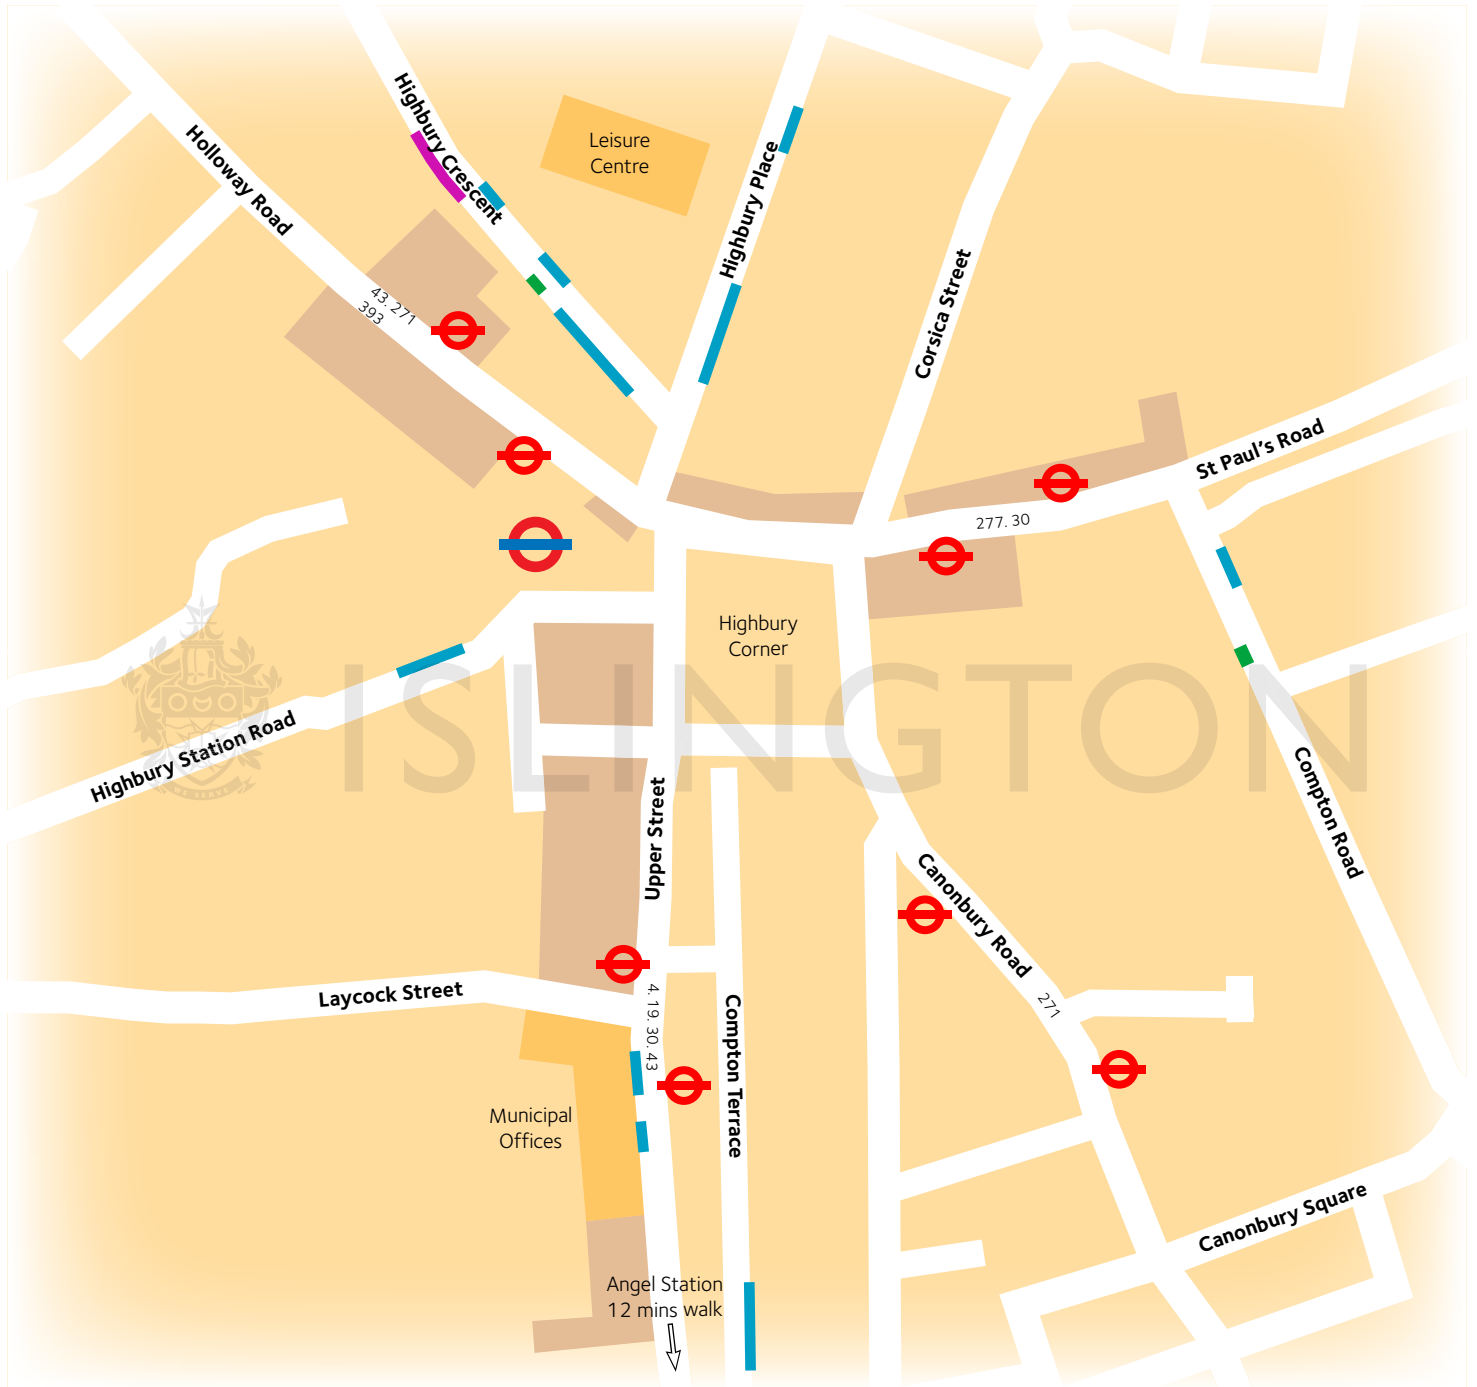 Highbury Crescent
Holloway Road
Leisure
Centre
Highbury Place
Corsica Street
43. 271
393
St Paul's Road
277. 30
Highbury
Corner
ISLINGTON
WE SERVE
Highbury Station Road
Upper Street
Compton Road
Canonbury Road
Laycock Street
4. 19. 30. 43
Compton Terrace
271
Municipal
Offices
Canonbury Square
Angel Station
12 mins walk